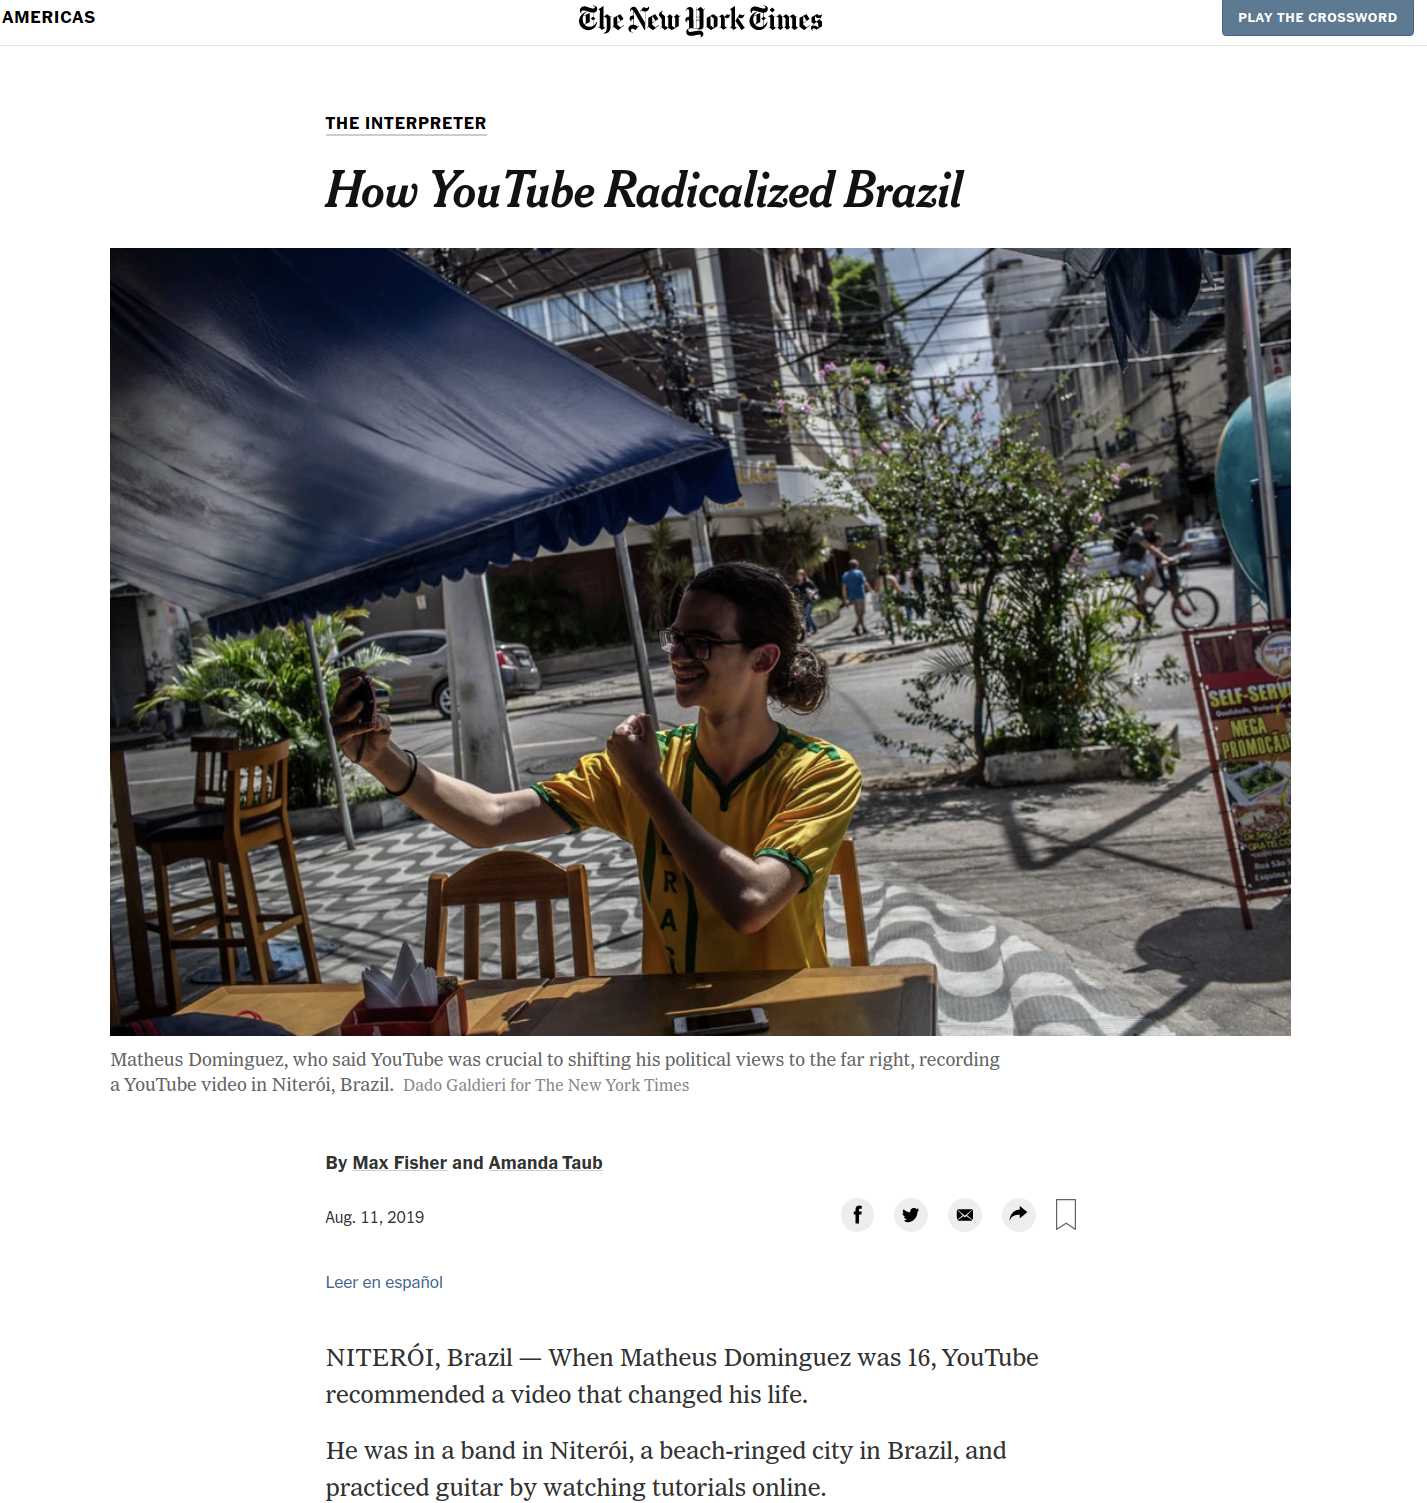 AMERICAS
The New York Times
PLAY THE CROSSWORD
THE INTERPRETER
How YouTube Radicalized Brazil
SELF-SERV
MEGA
PROMOÇÃO
Matheus Dominguez, who said YouTube was crucial to shifting his political views to the far right, recording
a YouTube video in Niterói, Brazil. Dado Galdieri for The New York Times
By Max Fisher and Amanda Taub
Aug. 11, 2019
Leer en español
NITERÓI, Brazil — When Matheus Dominguez was 16, YouTube
recommended a video that changed his life.
He was in a band in Niterói, a beach-ringed city in Brazil, and
practiced guitar by watching tutorials online.